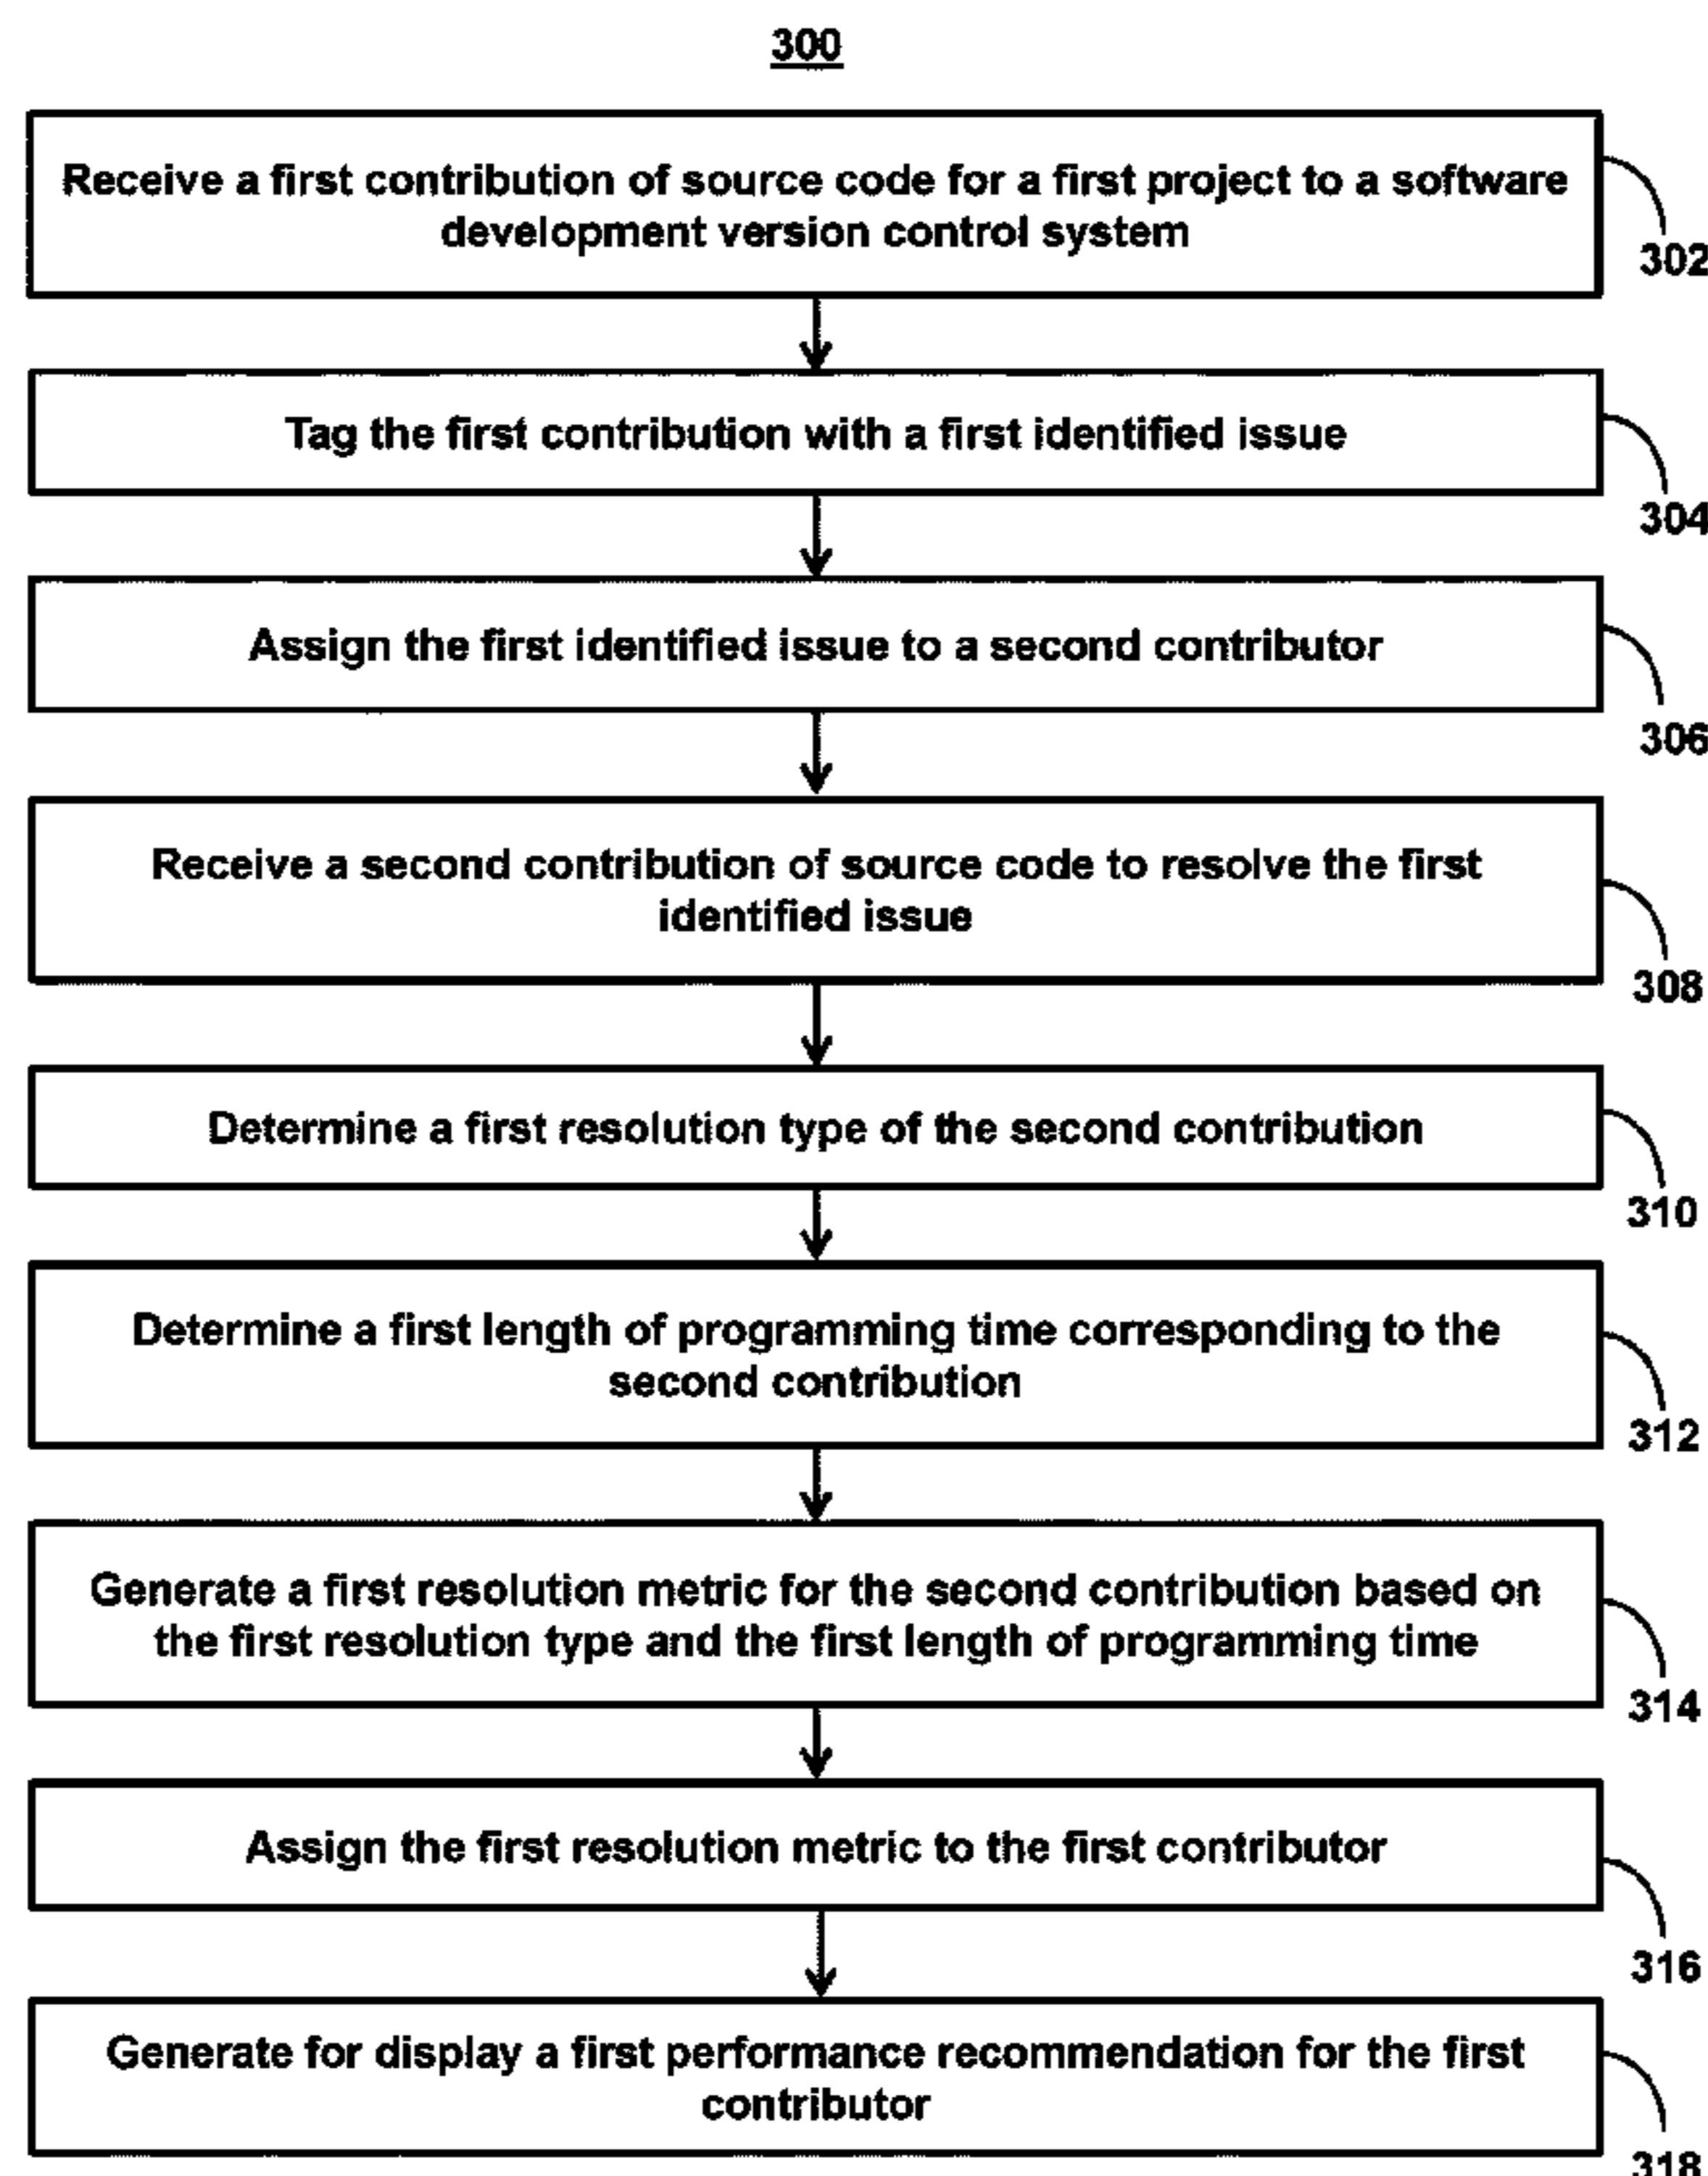 300
Receive a first contribution of source code for a first project to a software
development version control system
302
Tag the first contribution with a first identified issue
304
Assign the first identified issue to a second contributor
306
Receive a second contribution of source code to resolve the first
identified issue
308
Determine a first resolution type of the second contribution
310
Determine a first length of programming time corresponding to the
second contribution
312
Generate a first resolution metric for the second contribution based on
the first resolution type and the first length of programming time
314
Assign the first resolution metric to the first contributor
316
Generate for display a first performance recommendation for the first
contributor
318